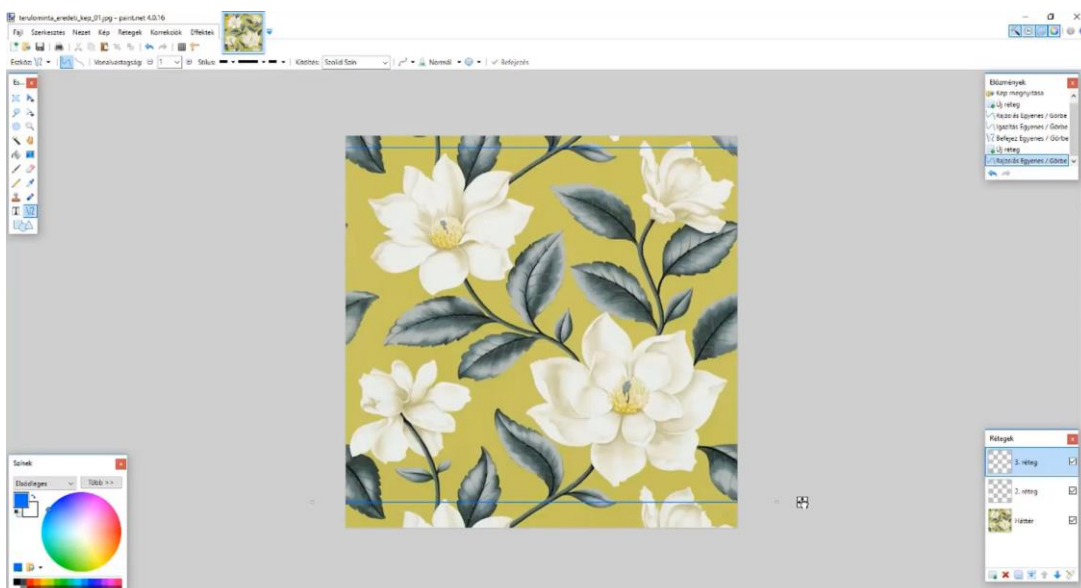 terulominta_eredeti_kep_01.jpg - paint.net 4.0.16
Fájl Szerkesztés Nézet Kép Rétegek Korrekciók Effektek
Eszköz Vonalvastagság: 1 Stílus: Kitöltés: Szolid Szín Normál Befejezés
Es...
Előzmények
Kép megnyitása
Új réteg
Rajzolás Egyenes / Görbe
Igazítás Egyenes / Görbe
Befejez Egyenes / Görbe
Új réteg
Rajzolás Egyenes / Görbe
Színek
Elsődleges Több >>
Rétegek
3. réteg
2. réteg
Háttér